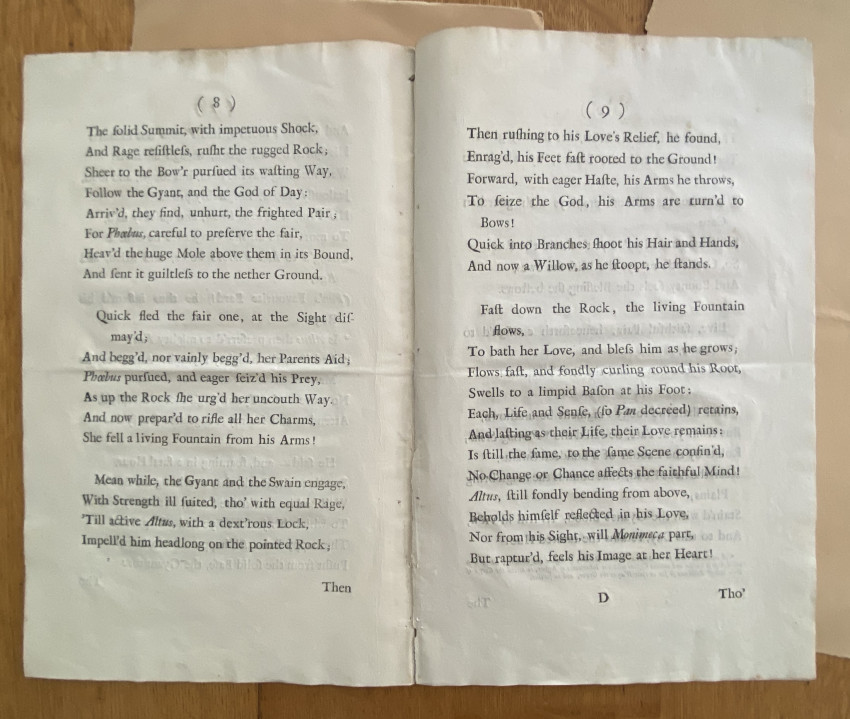 ( 8 )
The ſolid Summit, with impetuous Shock,
And Rage reſiſtleſs, ruſht the rugged Rock;
Sheer to the Bow'r purſued its waſting Way,
Follow the Gyant, and the God of Day:
Arriv'd, they find, unhurt, the frighted Pair;
For Phœbus, careful to preſerve the fair,
Heav'd the huge Mole above them in its Bound,
And ſent it guiltleſs to the nether Ground.
Quick fled the fair one, at the Sight diſ-
may'd;
And begg'd, nor vainly begg'd, her Parents Aid;
Phœbus purſued, and eager ſeiz'd his Prey,
As up the Rock ſhe urg'd her uncouth Way.
And now prepar'd to rifle all her Charms,
She fell a living Fountain from his Arms!
Mean while, the Gyant and the Swain engage,
With Strength ill ſuited, tho' with equal Rage,
'Till active Altus, with a dext'rous Lock,
Impell'd him headlong on the pointed Rock;
Then
( 9 )
Then ruſhing to his Love's Relief, he found,
Enrag'd, his Feet faſt rooted to the Ground!
Forward, with eager Haſte, his Arms he throws,
To ſeize the God, his Arms are turn'd to
Bows!
Quick into Branches ſhoot his Hair and Hands,
And now a Willow, as he ſtoopt, he ſtands.
Faſt down the Rock, the living Fountain
flows,
To bath her Love, and bleſs him as he grows;
Flows faſt, and fondly curling round his Root,
Swells to a limpid Baſon at his Foot;
Each, Life and Senſe, (ſo Pan decreed) retains,
And laſting as their Life, their Love remains:
Is ſtill the ſame, to the ſame Scene confin'd,
No Change or Chance affects the faithful Mind!
Altus, ſtill fondly bending from above,
Beholds himſelf reflected in his Love,
Nor from his Sight, will Monimeca part,
But raptur'd, feels his Image at her Heart!
D
Tho'